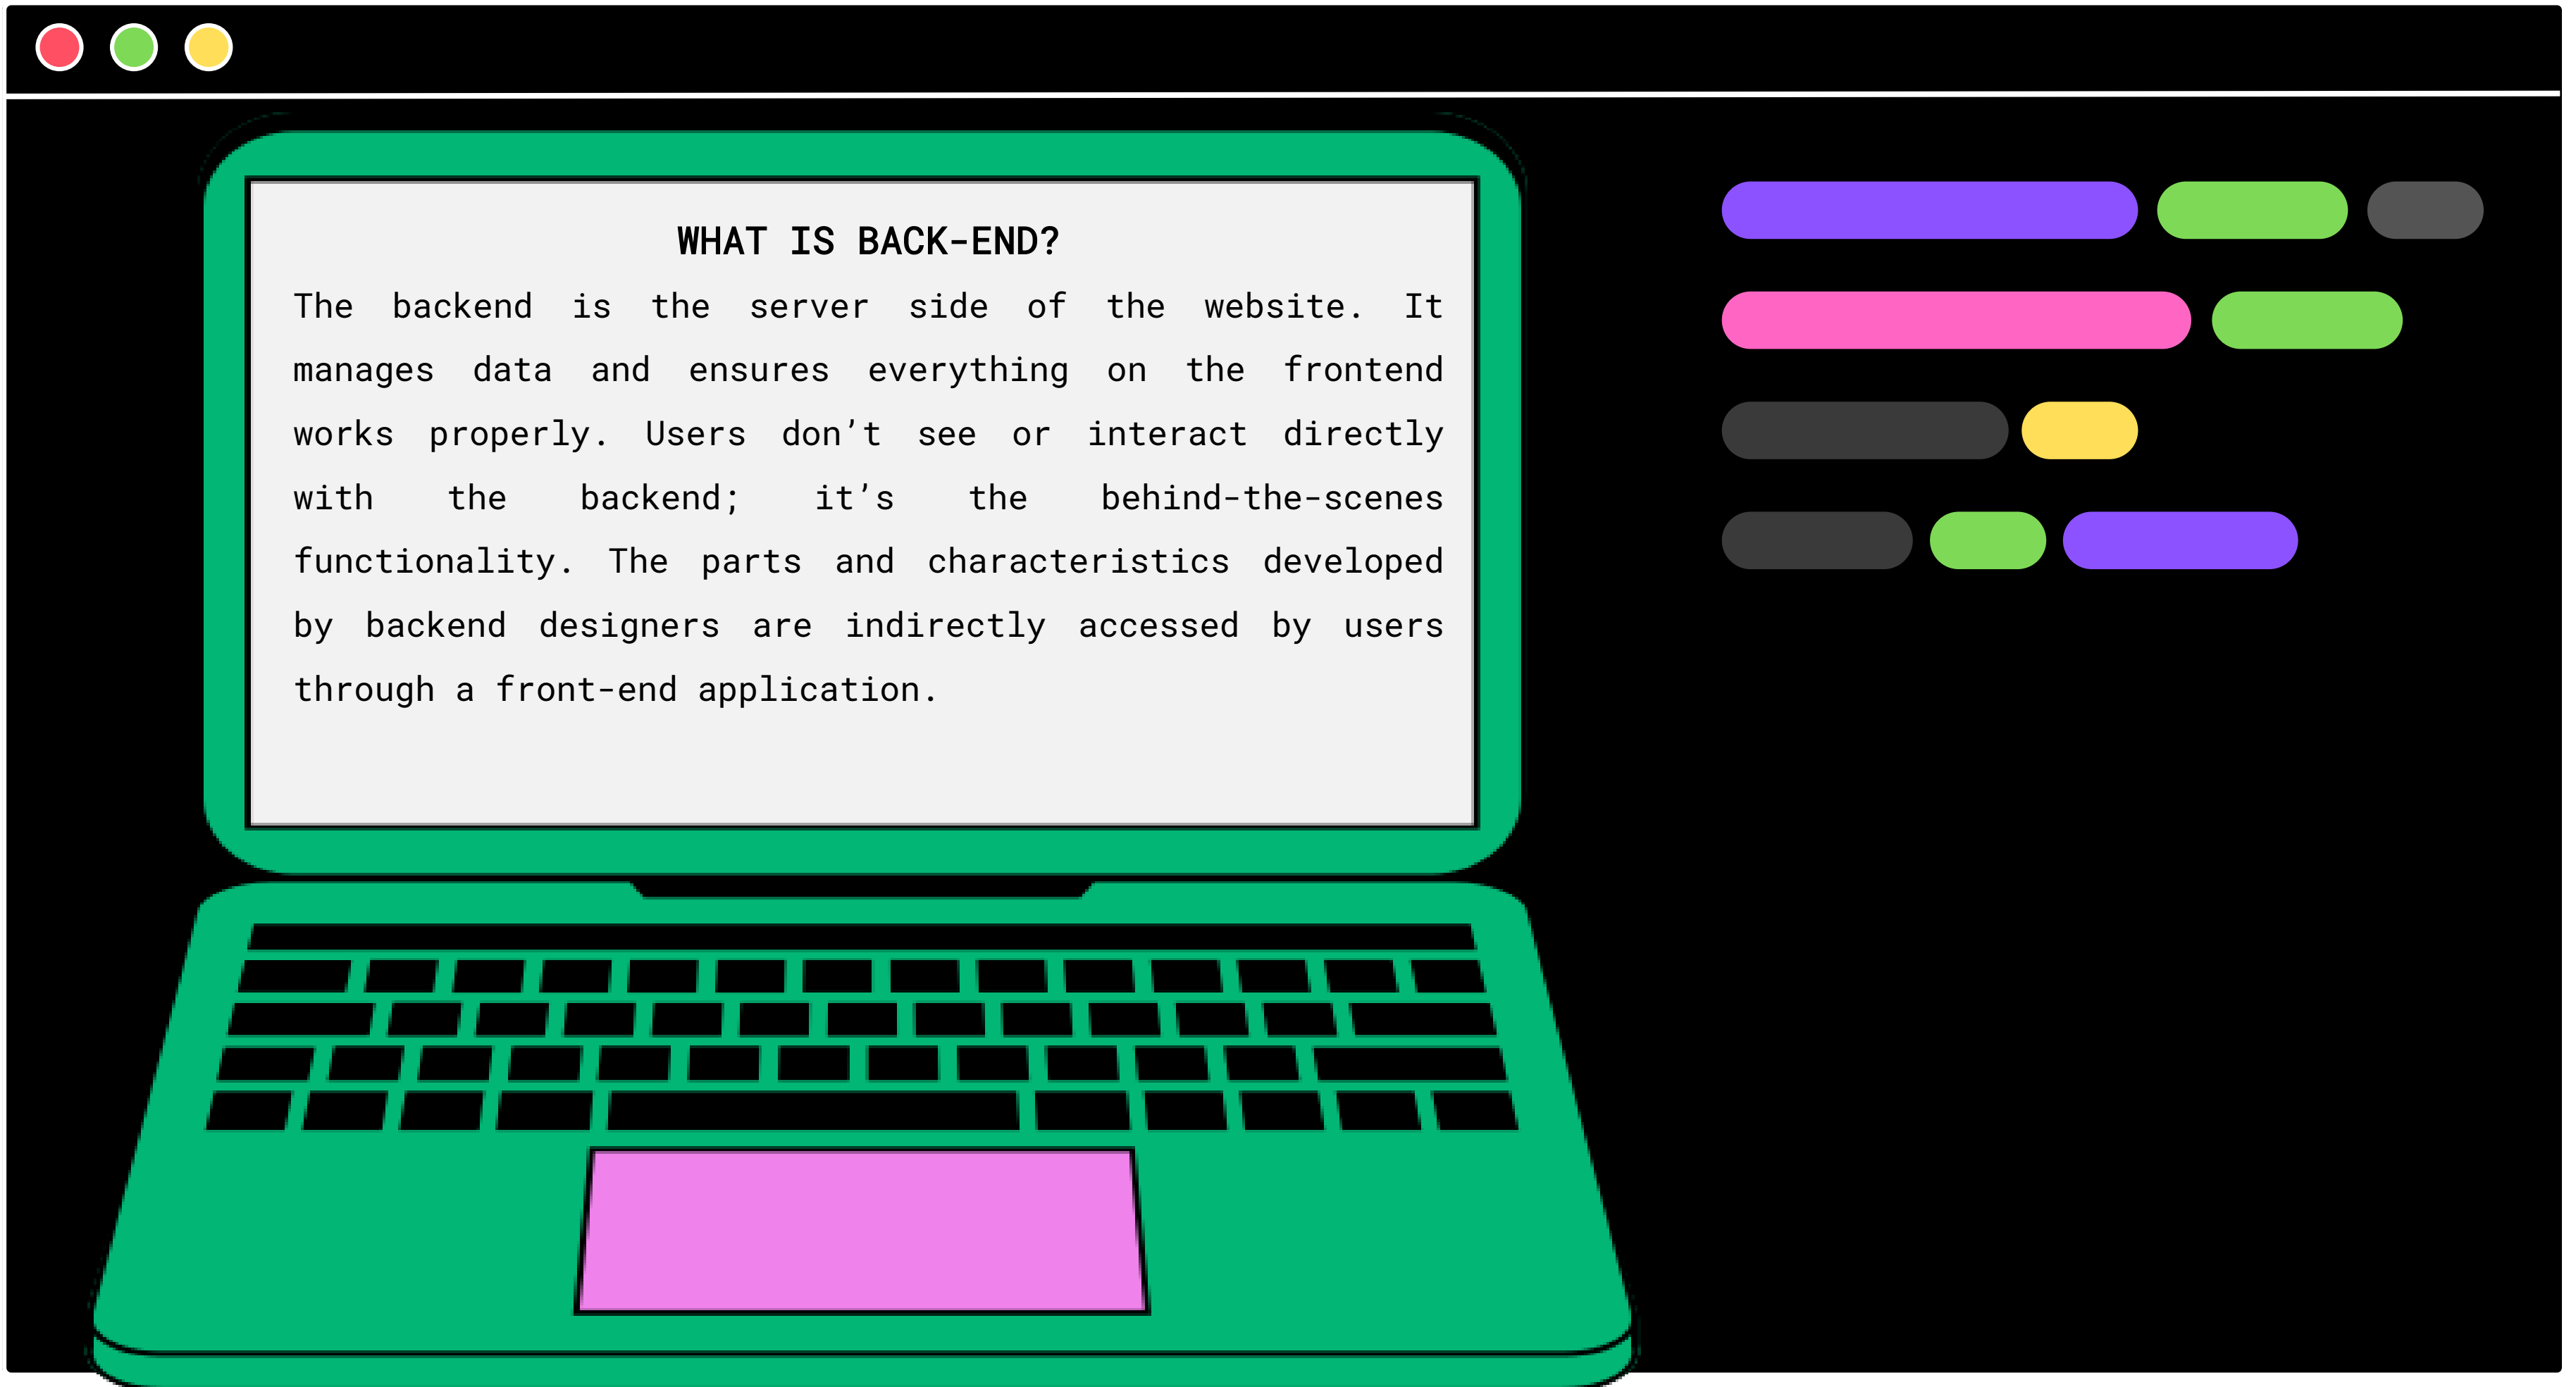 WHAT IS BACK-END?
The backend is the server side of the website. It
manages data and ensures everything on the frontend
works properly. Users don’t see or interact directly
with the backend; it’s the behind-the-scenes
functionality. The parts and characteristics developed
by backend designers are indirectly accessed by users
through a front-end application.